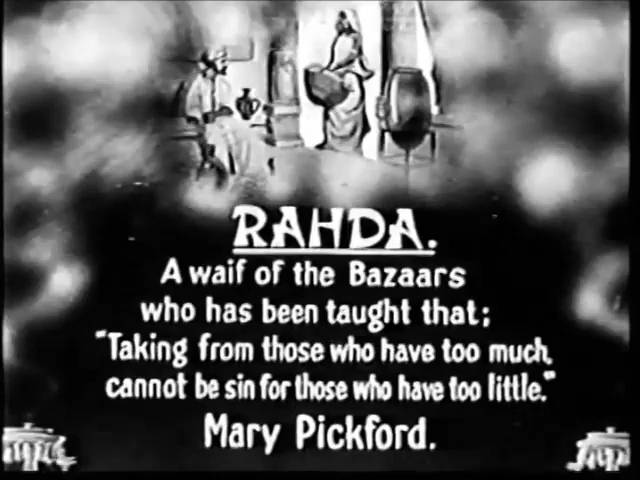 RAHDA.
A waif of the Bazaars
who has been taught that;
"Taking from those who have too much,
cannot be sin for those who have too little."
Mary Pickford.